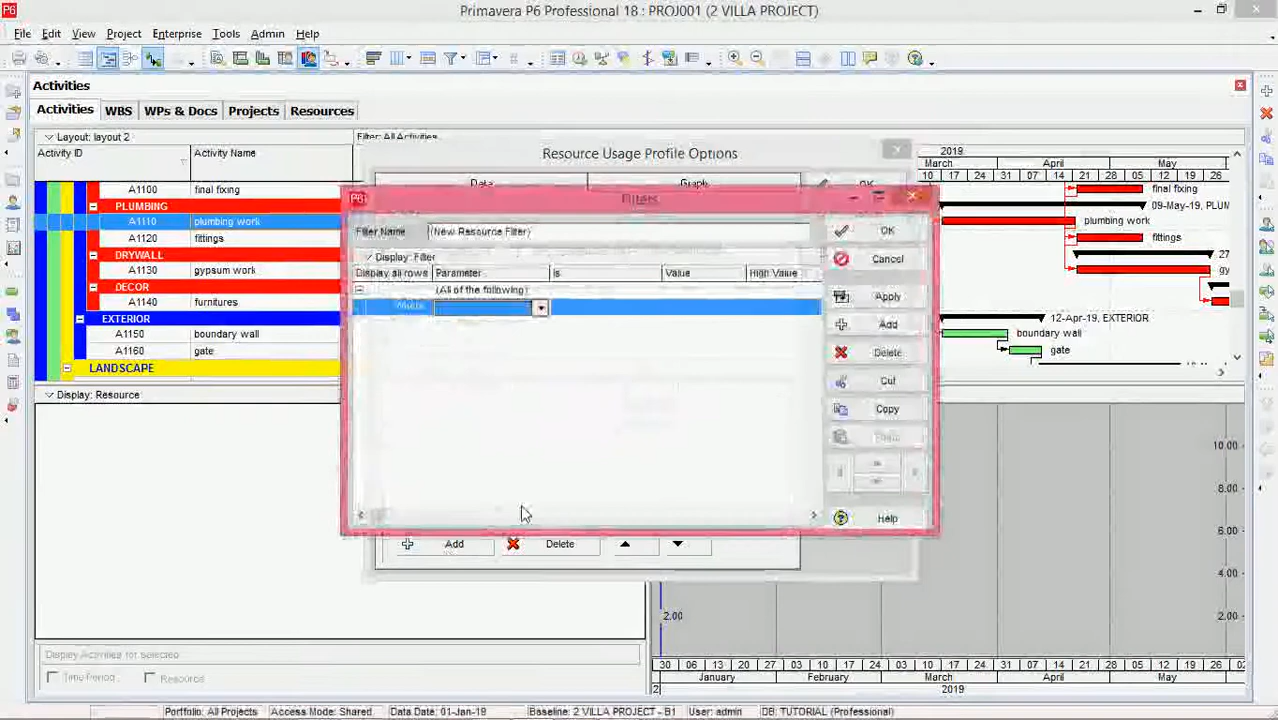 Primavera P6 Professional 18 : PROJ001 (2 VILLA PROJECT)
File Edit View Project Enterprise Tools Admin Help
Activities
Activities WBS WPs & Docs Projects Resources
Layout: layout 2
Filter: All Activities
Activity ID Activity Name
A1100 final fixing
PLUMBING
A1110 plumbing work
A1120 fittings
DRYWALL
A1130 gypsum work
DECOR
A1140 furnitures
EXTERIOR
A1150 boundary wall
A1160 gate
LANDSCAPE
Display: Resource
Display Activities for selected
Time Period Resource
Resource Usage Profile Options
Data Graph OK
Filters
Filter Name (New Resource Filter)
Display: Filter
Display all rows Parameter Is Value High Value
(All of the following)
Where
OK
Cancel
Apply
Add
Delete
Cut
Copy
Paste
Help
Add Delete
2019
March April May
10 17 24 31 07 14 21 28 05 12 19 26
final fixing
09-May-19, PLUM
plumbing work
fittings
27
gy
12-Apr-19, EXTERIOR
boundary wall
gate
10.00
4.00
2.00 2.00
30 06 13 20 27 03 10 17 24 03 10 17 24 31 07 14 21 28 05 12 19 26 02
January February March April May
2 2019
Portfolio: All Projects Access Mode: Shared Data Date: 01-Jan-19 Baseline: 2 VILLA PROJECT - B1 User: admin DB: TUTORIAL (Professional)